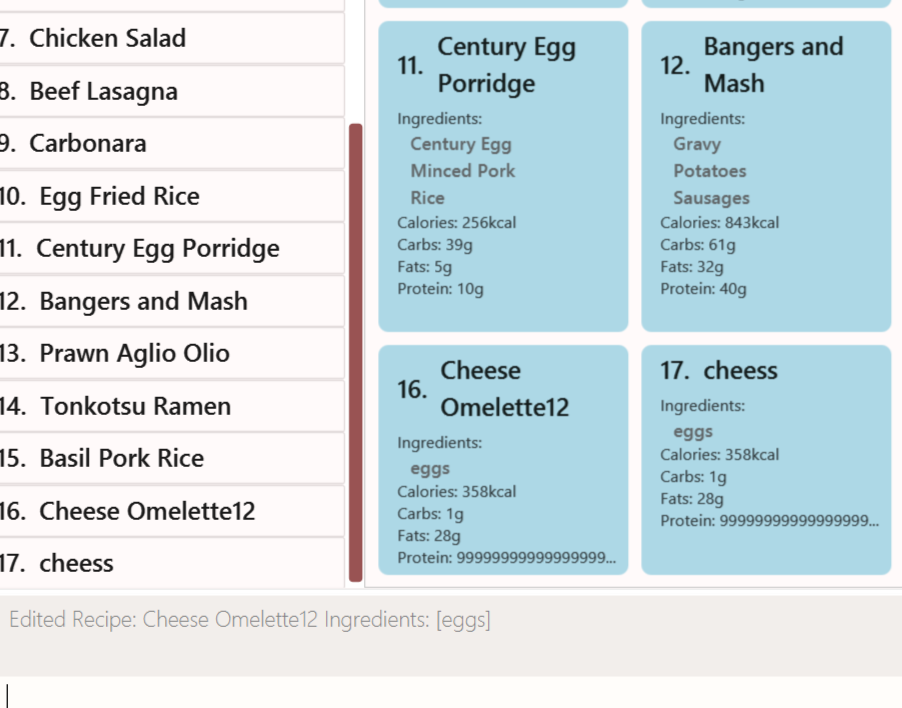 7. Chicken Salad
8. Beef Lasagna
9. Carbonara
10. Egg Fried Rice
11. Century Egg Porridge
12. Bangers and Mash
13. Prawn Aglio Olio
14. Tonkotsu Ramen
15. Basil Pork Rice
16. Cheese Omelette12
17. cheess
11. Century Egg
Porridge
Ingredients:
Century Egg
Minced Pork
Rice
Calories: 256kcal
Carbs: 39g
Fats: 5g
Protein: 10g
12. Bangers and
Mash
Ingredients:
Gravy
Potatoes
Sausages
Calories: 843kcal
Carbs: 61g
Fats: 32g
Protein: 40g
16. Cheese
Omelette12
Ingredients:
eggs
Calories: 358kcal
Carbs: 1g
Fats: 28g
Protein: 99999999999999999...
17. cheess
Ingredients:
eggs
Calories: 358kcal
Carbs: 1g
Fats: 28g
Protein: 99999999999999999...
Edited Recipe: Cheese Omelette12 Ingredients: [eggs]